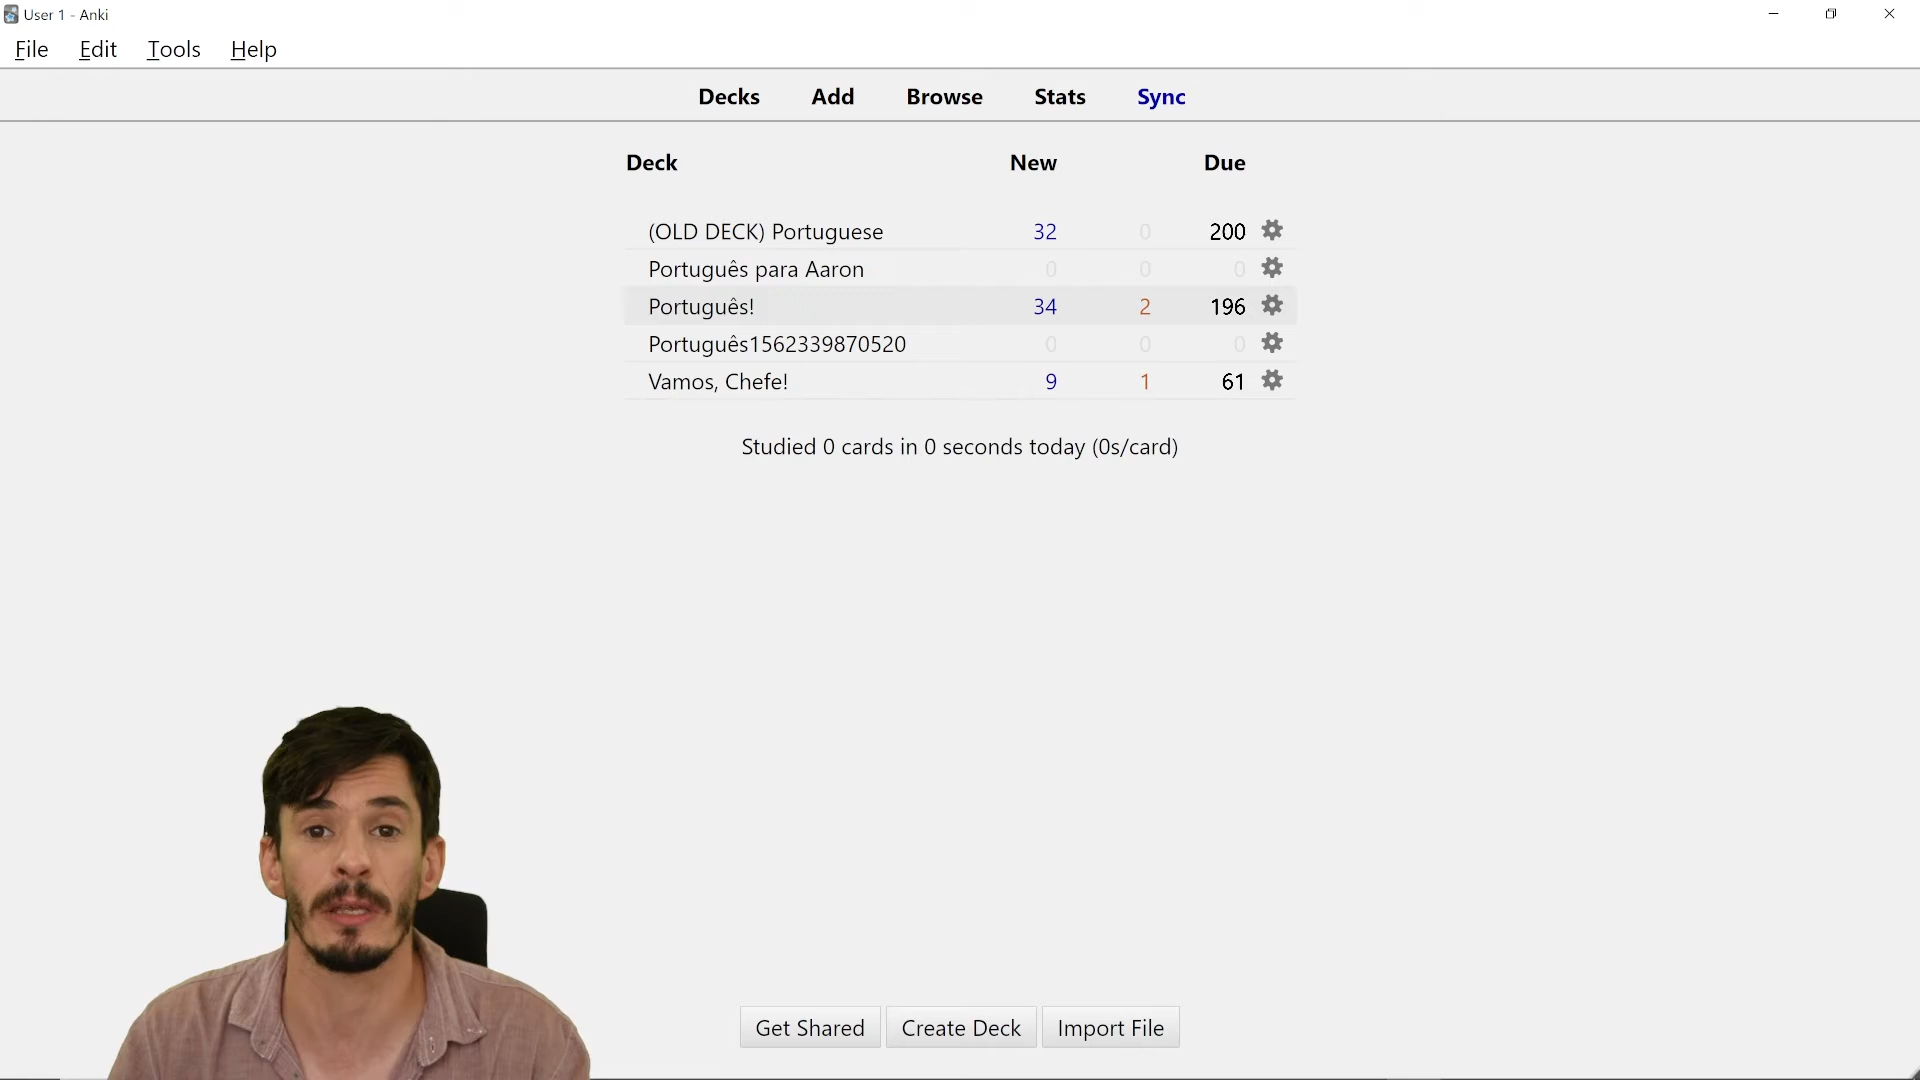 User 1 - Anki
File Edit Tools Help
Decks Add Browse Stats Sync
Deck New Due
(OLD DECK) Portuguese 32 0 200
Português para Aaron 0 0 0
Português! 34 2 196
Português1562339870520 0 0 0
Vamos, Chefe! 9 1 61
Studied 0 cards in 0 seconds today (0s/card)
Get Shared Create Deck Import File